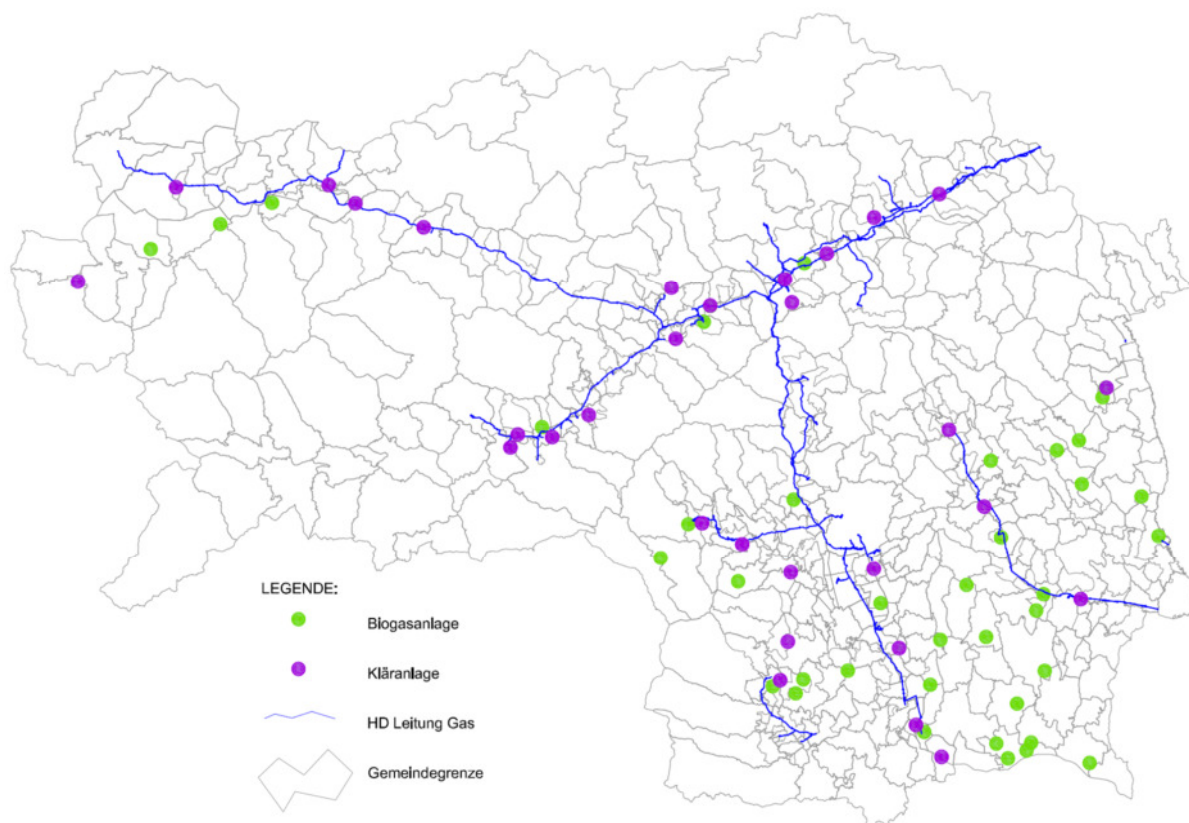 LEGENDE:
Biogasanlage
Kläranlage
HD Leitung Gas
Gemeindegrenze